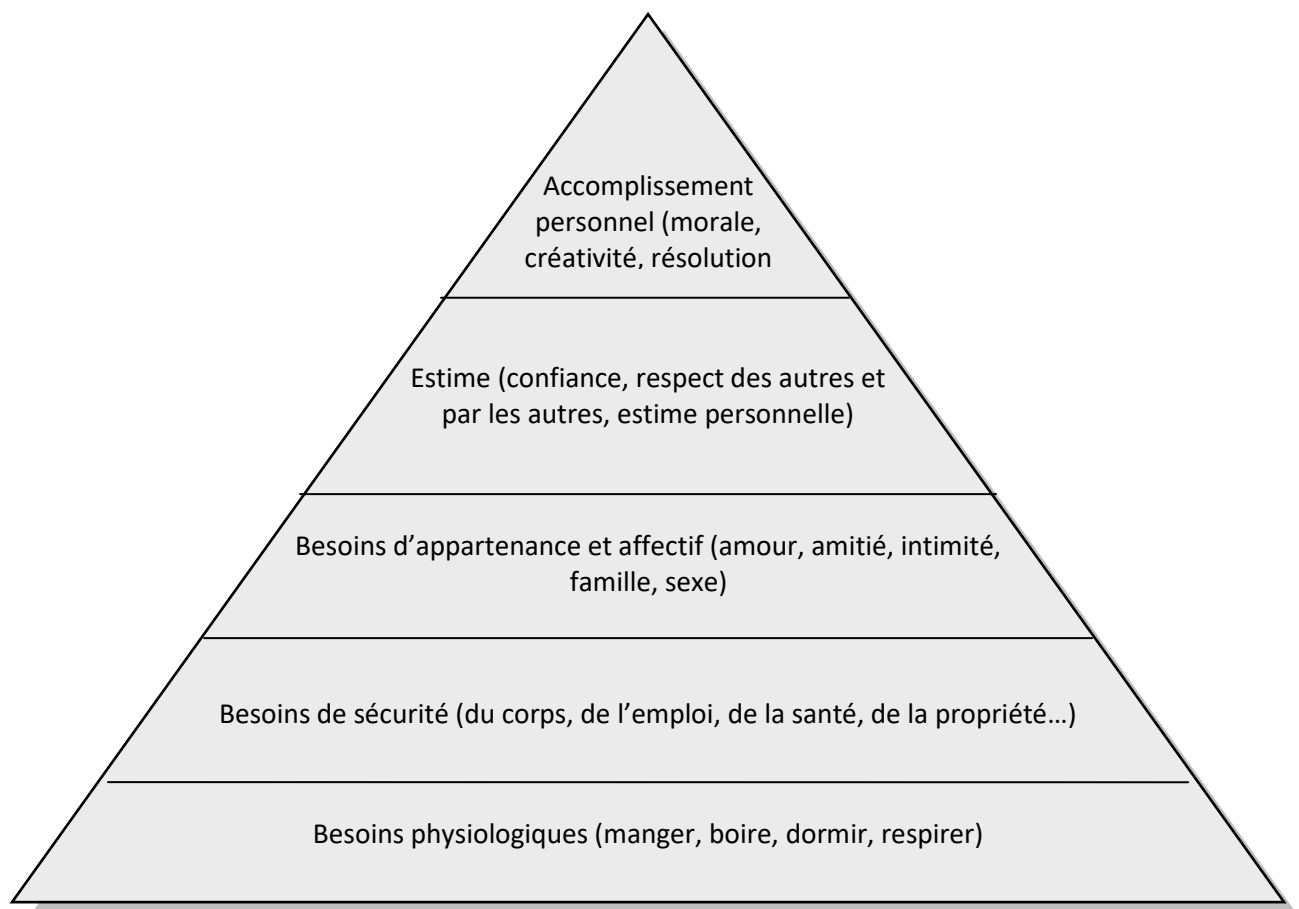 Accomplissement
personnel (morale,
créativité, résolution
Estime (confiance, respect des autres et
par les autres, estime personnelle)
Besoins d’appartenance et affectif (amour, amitié, intimité,
famille, sexe)
Besoins de sécurité (du corps, de l’emploi, de la santé, de la propriété…)
Besoins physiologiques (manger, boire, dormir, respirer)